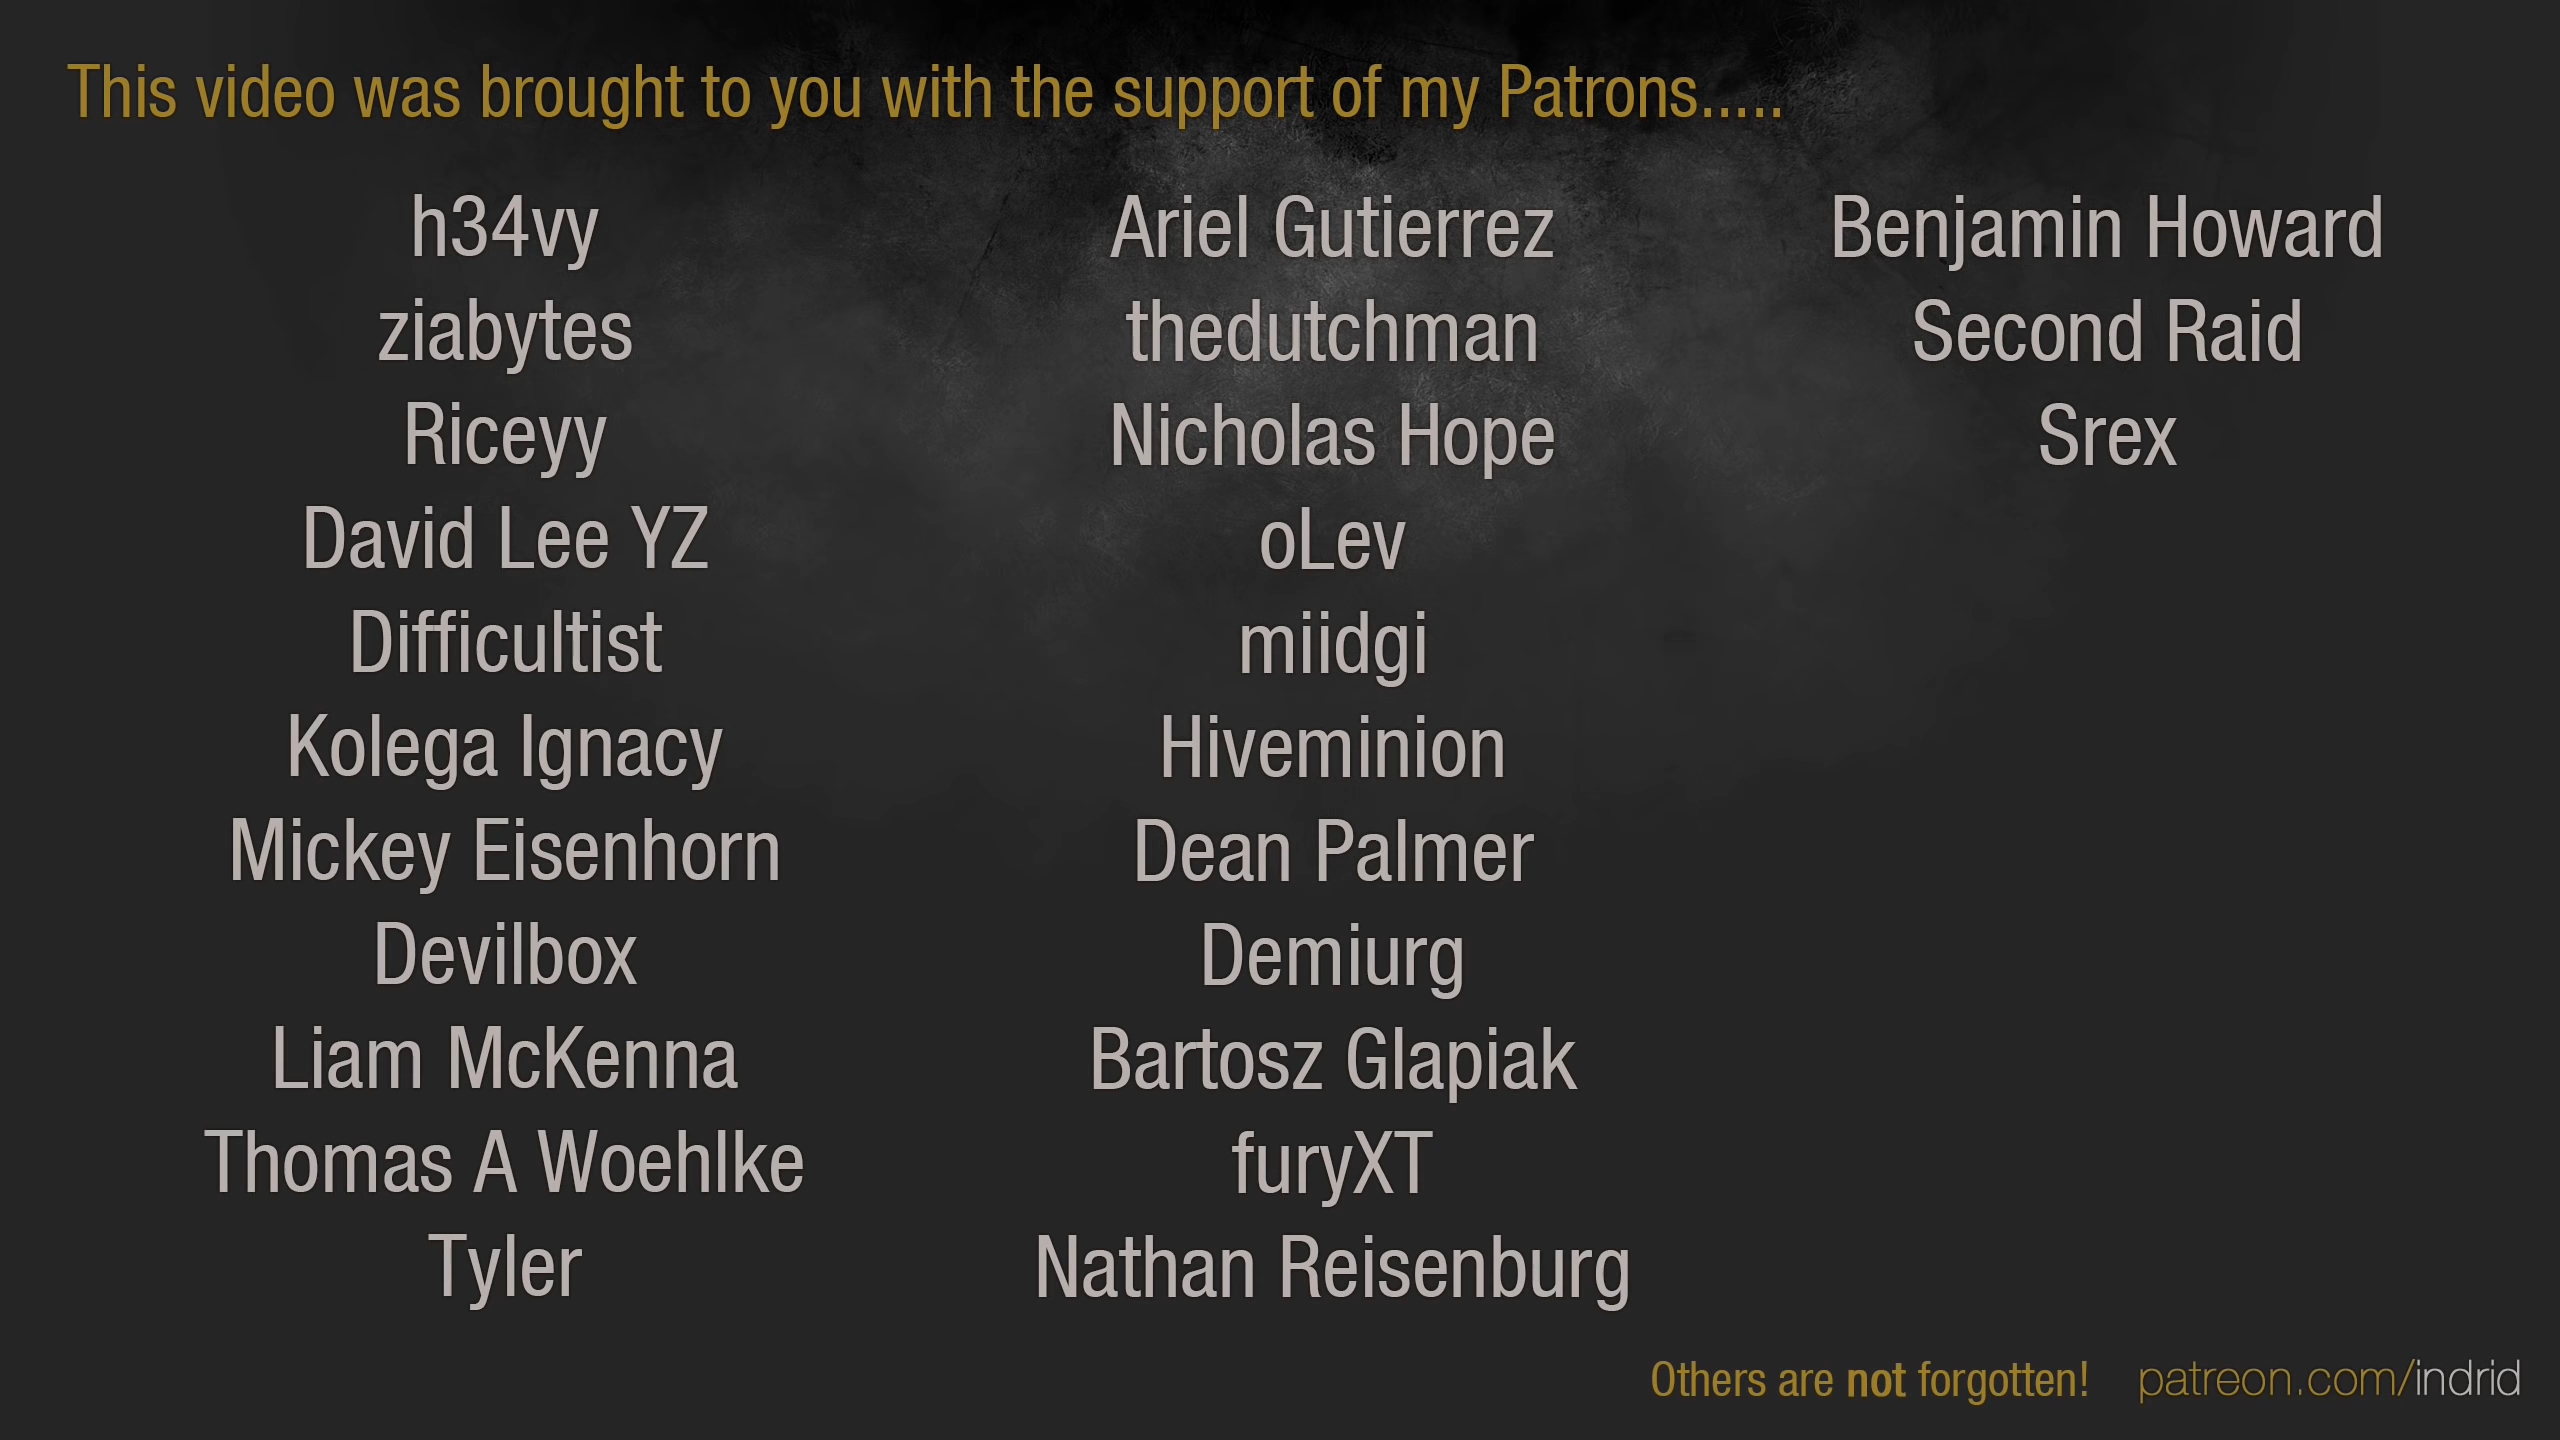 This video was brought to you with the support of my Patrons.....
h34vy
ziabytes
Riceyy
David Lee YZ
Difficultist
Kolega Ignacy
Mickey Eisenhorn
Devilbox
Liam McKenna
Thomas A Woehlke
Tyler
Ariel Gutierrez
thedutchman
Nicholas Hope
oLev
miidgi
Hiveminion
Dean Palmer
Demiurg
Bartosz Glapiak
furyXT
Nathan Reisenburg
Benjamin Howard
Second Raid
Srex
Others are not forgotten! patreon.com/indrid